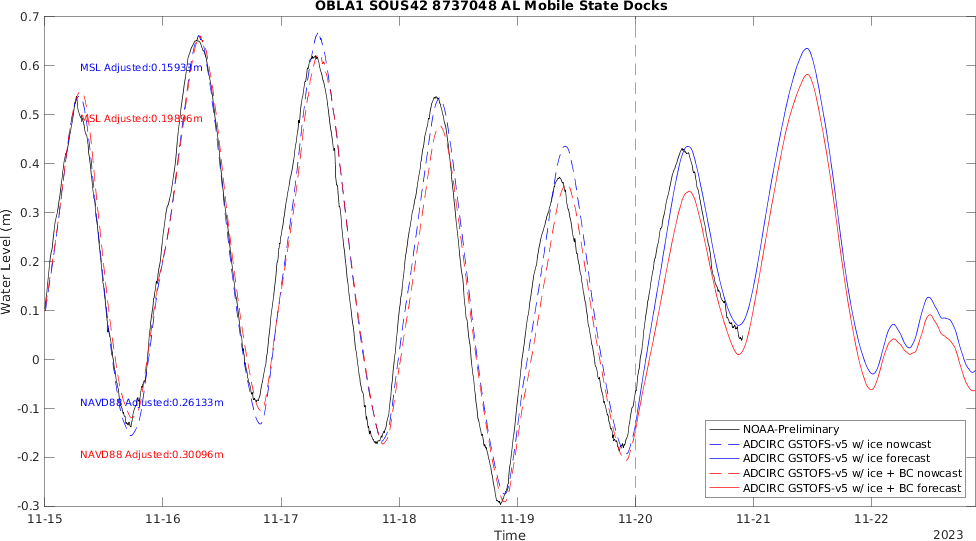 OBLA1 SOUS42 8737048 AL Mobile State Docks
0.7
0.6
0.5
0.4
0.3
0.2
0.1
0
-0.1
-0.2
-0.3
Water Level (m)
MSL Adjusted:0.15933m
MSL Adjusted:0.19896m
NAVD88 Adjusted:0.26133m
NAVD88 Adjusted:0.30096m
NOAA-Preliminary
ADCIRC GSTOFS-v5 w/ ice nowcast
ADCIRC GSTOFS-v5 w/ ice forecast
ADCIRC GSTOFS-v5 w/ ice + BC nowcast
ADCIRC GSTOFS-v5 w/ ice + BC forecast
11-15 11-16 11-17 11-18 11-19 11-20 11-21 11-22
Time
2023